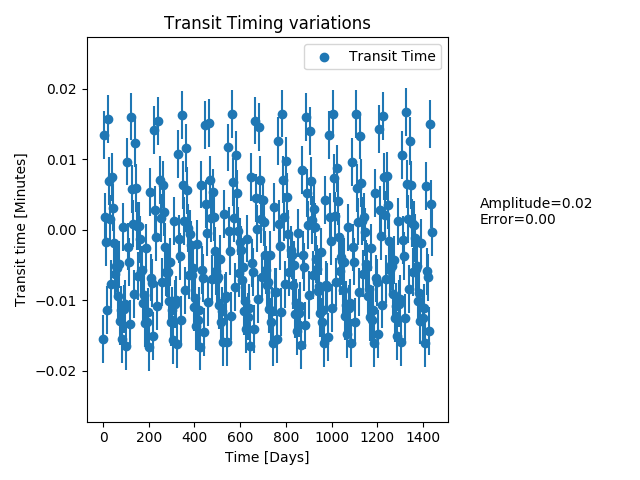 Transit Timing variations
Transit Time
0.02
0.01
0.00
−0.01
−0.02
Transit time [Minutes]
0 200 400 600 800 1000 1200 1400
Time [Days]
Amplitude=0.02
Error=0.00